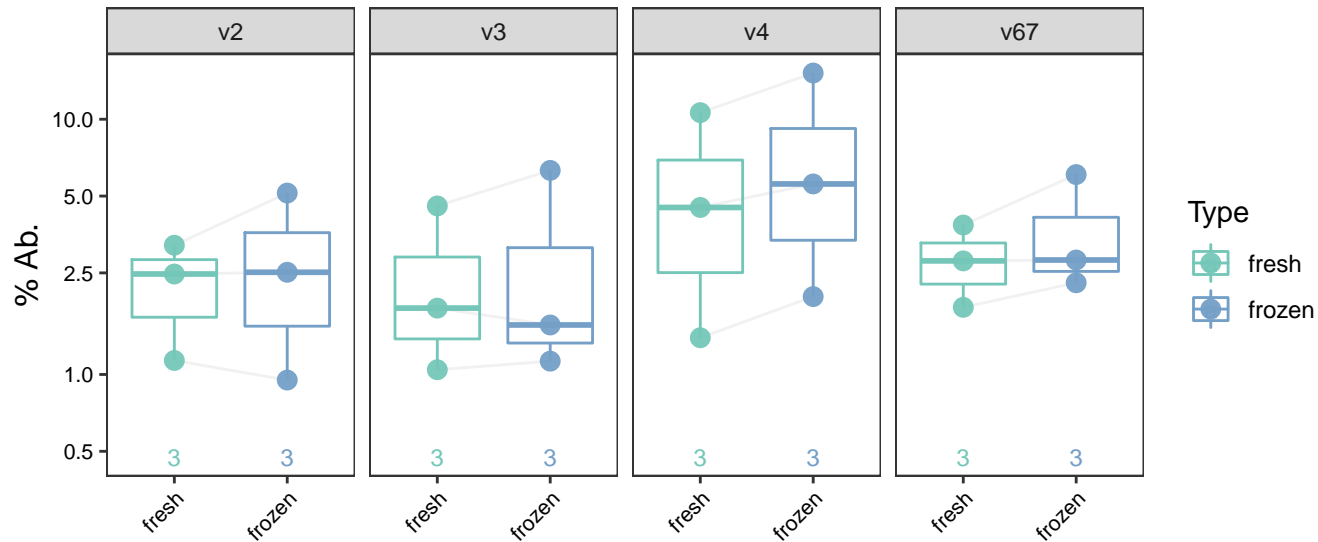 v2 v3 v4 v67
% Ab.
10.0
5.0
2.5
1.0
0.5
3 3 3 3 3 3 3 3
fresh frozen fresh frozen fresh frozen fresh frozen
Type
fresh
frozen